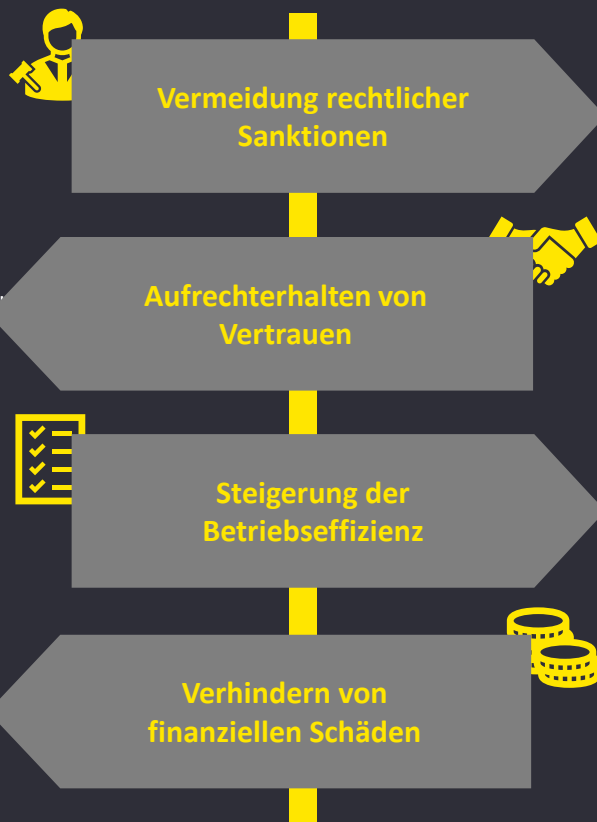 Vermeidung rechtlicher
Sanktionen
Aufrechterhalten von
Vertrauen
Steigerung der
Betriebseffizienz
Verhindern von
finanziellen Schäden